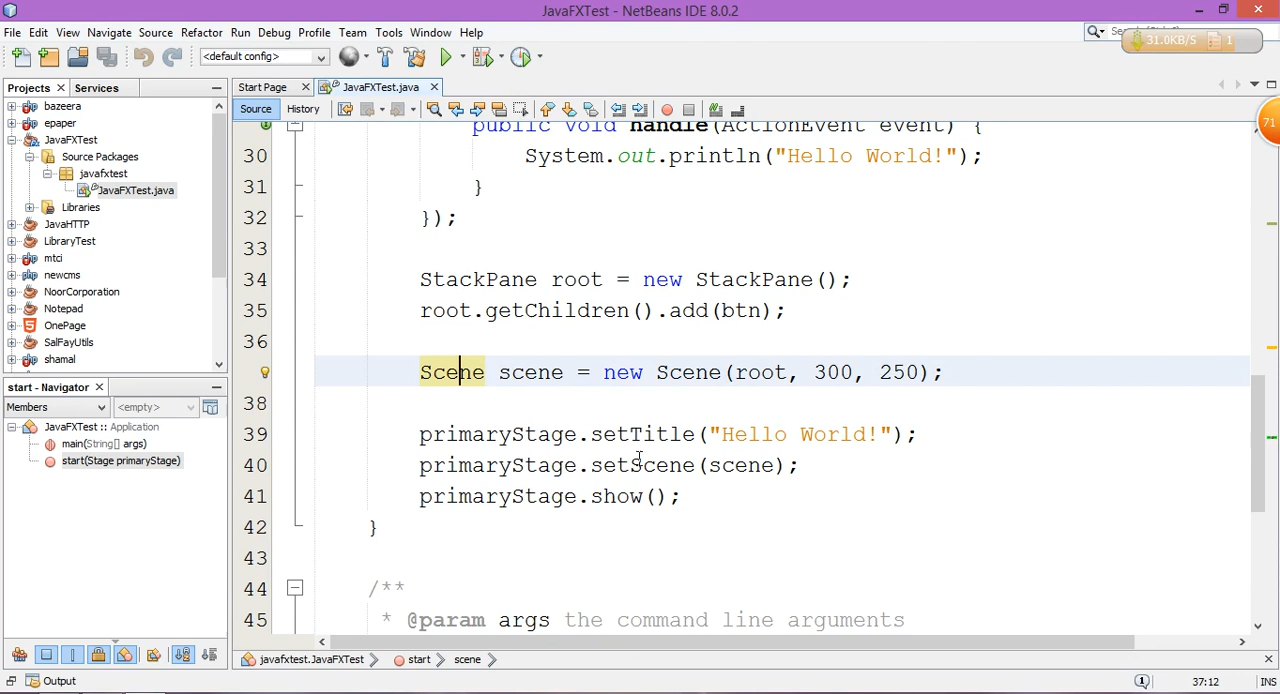 JavaFXTest - NetBeans IDE 8.0.2
File Edit View Navigate Source Refactor Run Debug Profile Team Tools Window Help
31.0KB/S 1
<default config>
71
Projects Services
Start Page JavaFXTest.java
Source History
bazeera
epaper
JavaFXTest
Source Packages
javafxtest
JavaFXTest.java
Libraries
JavaHTTP
LibraryTest
mtci
newcms
NoorCorporation
Notepad
OnePage
SalFayUtils
shamal
start - Navigator
Members <empty>
JavaFXTest :: Application
main(String[] args)
start(Stage primaryStage)
public void handle(ActionEvent event) {
30 System.out.println("Hello World!");
31 }
32 });
33
34 StackPane root = new StackPane();
35 root.getChildren().add(btn);
36
Scene scene = new Scene(root, 300, 250);
38
39 primaryStage.setTitle("Hello World!");
40 primaryStage.setScene(scene);
41 primaryStage.show();
42 }
43
44 /**
45 * @param args the command line arguments
javafxtest.JavaFXTest start scene
Output
1 37:12 INS